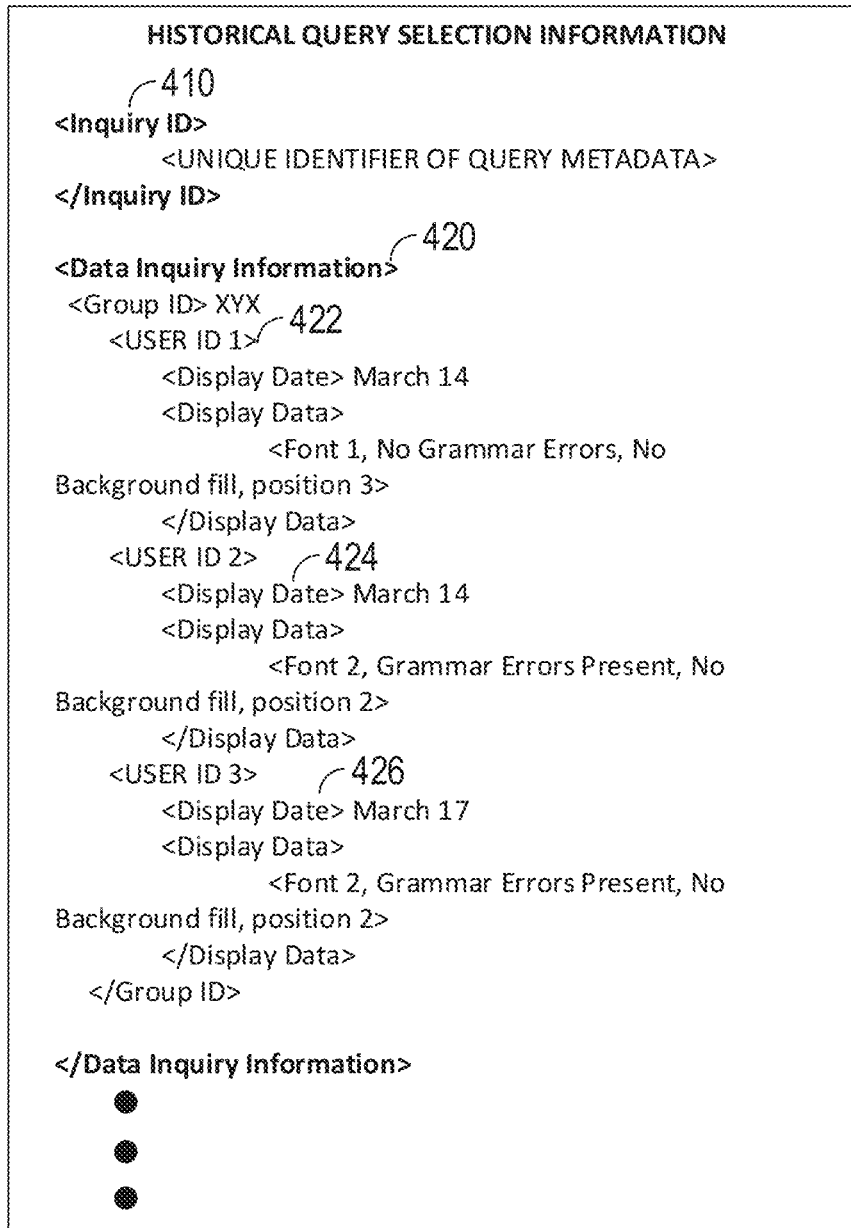 HISTORICAL QUERY SELECTION INFORMATION
410
<Inquiry ID>
<UNIQUE IDENTIFIER OF QUERY METADATA>
</Inquiry ID>
420
<Data Inquiry Information>
<Group ID> XYX
422
<USER ID 1>
<Display Date> March 14
<Display Data>
<Font 1, No Grammar Errors, No
Background fill, position 3>
</Display Data>
<USER ID 2>
424
<Display Date> March 14
<Display Data>
<Font 2, Grammar Errors Present, No
Background fill, position 2>
</Display Data>
<USER ID 3>
426
<Display Date> March 17
<Display Data>
<Font 2, Grammar Errors Present, No
Background fill, position 2>
</Display Data>
</Group ID>
</Data Inquiry Information>